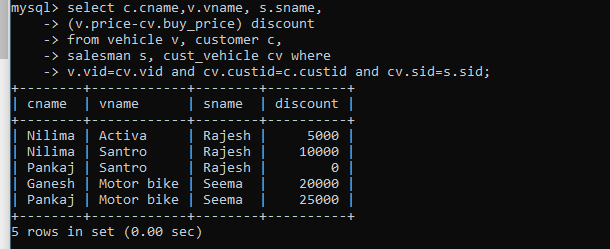 mysql> select c.cname,v.vname, s.sname,
    -> (v.price-cv.buy_price) discount
    -> from vehicle v, customer c,
    -> salesman s, cust_vehicle cv where
    -> v.vid=cv.vid and cv.custid=c.custid and cv.sid=s.sid;
+--------+------------+--------+----------+
| cname  | vname      | sname  | discount |
+--------+------------+--------+----------+
| Nilima | Activa     | Rajesh |     5000 |
| Nilima | Santro     | Rajesh |    10000 |
| Pankaj | Santro     | Rajesh |        0 |
| Ganesh | Motor bike | Seema  |    20000 |
| Pankaj | Motor bike | Seema  |    25000 |
+--------+------------+--------+----------+
5 rows in set (0.00 sec)